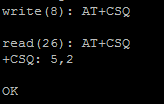 write(8): AT+CSQ
read(26): AT+CSQ
+CSQ: 5,2
OK